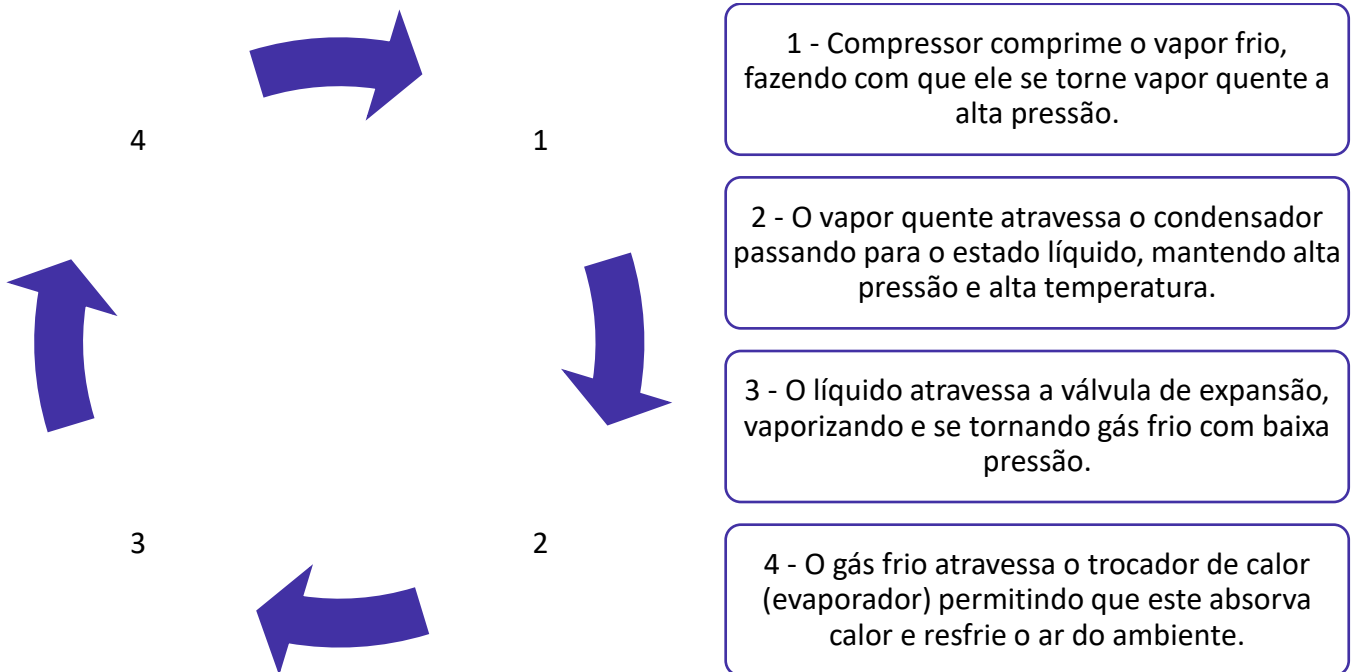 4
1
3
2
1 - Compressor comprime o vapor frio,
fazendo com que ele se torne vapor quente a
alta pressão.
2 - O vapor quente atravessa o condensador
passando para o estado líquido, mantendo alta
pressão e alta temperatura.
3 - O líquido atravessa a válvula de expansão,
vaporizando e se tornando gás frio com baixa
pressão.
4 - O gás frio atravessa o trocador de calor
(evaporador) permitindo que este absorva
calor e resfrie o ar do ambiente.